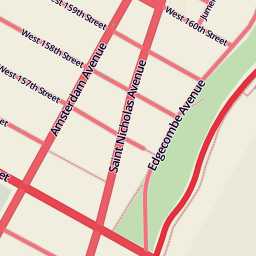 West 159th Street
West 160th Street
West 158th Street
West 157th Street
Amsterdam Avenue
Saint Nicholas Avenue
Edgecombe Avenue